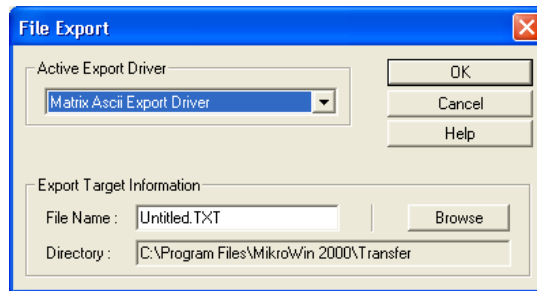 File Export
Active Export Driver
Matrix Ascii Export Driver
OK
Cancel
Help
Export Target Information
File Name :
Untitled.TXT
Browse
Directory :
C:\Program Files\MikroWin 2000\Transfer